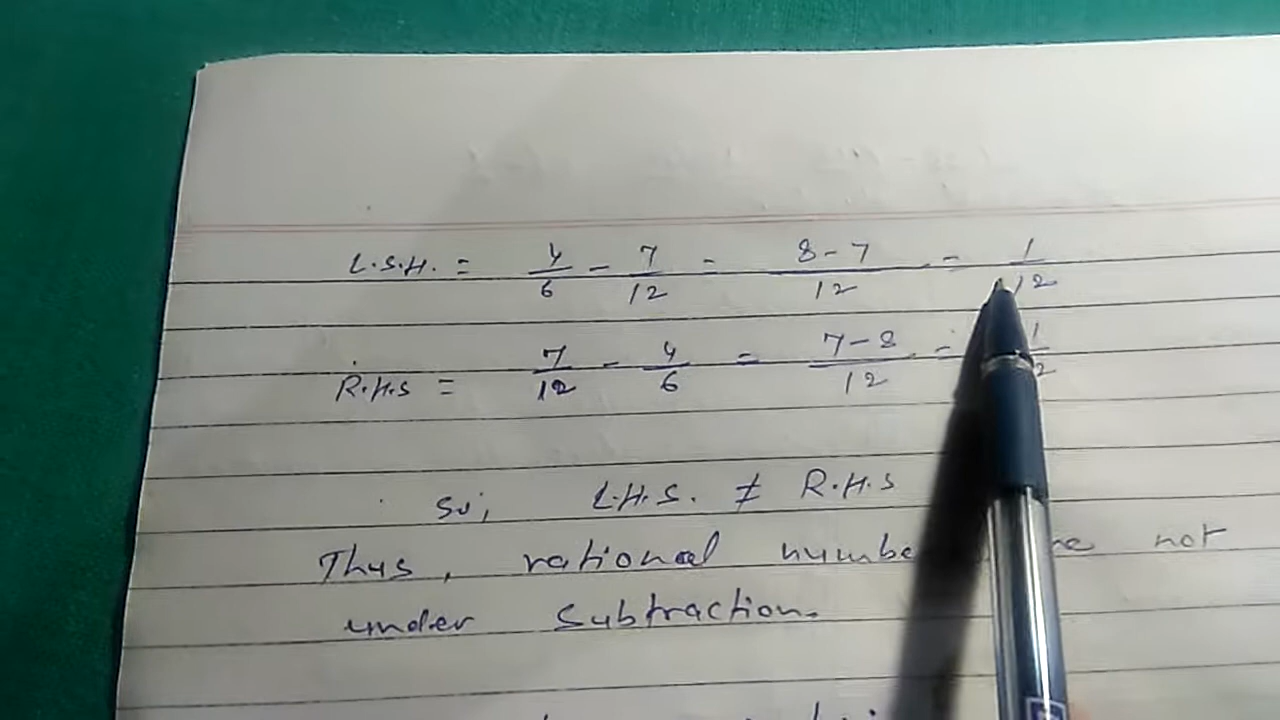 L.S.H. = 4/6 - 7/12 = 8-7/12 = 1/12
R.H.S = 7/12 - 4/6 = 7-8/12 =
So, L.H.S. ≠ R.H.S
Thus, rational not
under subtraction.